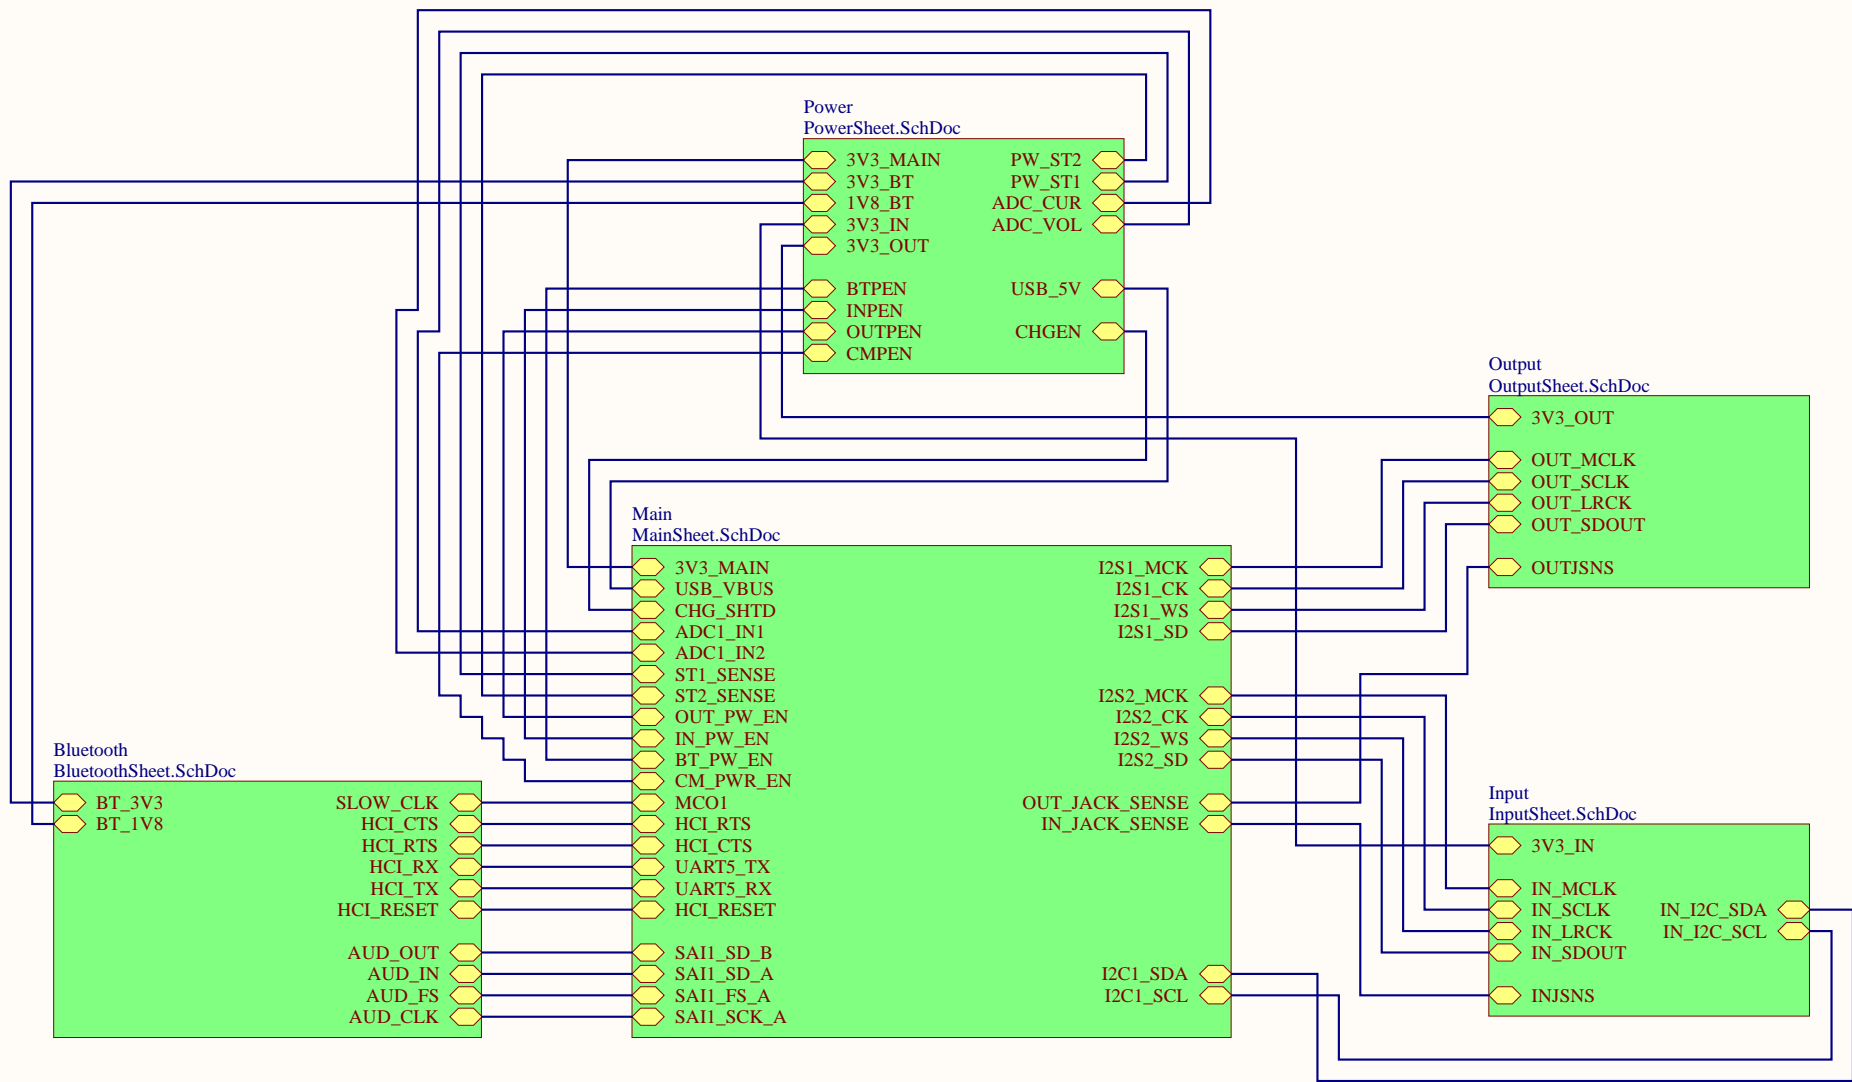 Power
PowerSheet.SchDoc
3V3_MAIN
3V3_BT
1V8_BT
3V3_IN
3V3_OUT
BTPEN
INPEN
OUTPEN
CMPEN
PW_ST2
PW_ST1
ADC_CUR
ADC_VOL
USB_5V
CHGEN
Output
OutputSheet.SchDoc
3V3_OUT
OUT_MCLK
OUT_SCLK
OUT_LRCK
OUT_SDOUT
OUTJSNS
Main
MainSheet.SchDoc
3V3_MAIN
USB_VBUS
CHG_SHTD
ADC1_IN1
ADC1_IN2
ST1_SENSE
ST2_SENSE
OUT_PW_EN
IN_PW_EN
BT_PW_EN
CM_PWR_EN
MCO1
HCI_RTS
HCI_CTS
UART5_TX
UART5_RX
HCI_RESET
SAI1_SD_B
SAI1_SD_A
SAI1_FS_A
SAI1_SCK_A
I2S1_MCK
I2S1_CK
I2S1_WS
I2S1_SD
I2S2_MCK
I2S2_CK
I2S2_WS
I2S2_SD
OUT_JACK_SENSE
IN_JACK_SENSE
I2C1_SDA
I2C1_SCL
Bluetooth
BluetoothSheet.SchDoc
BT_3V3
BT_1V8
SLOW_CLK
HCI_CTS
HCI_RTS
HCI_RX
HCI_TX
HCI_RESET
AUD_OUT
AUD_IN
AUD_FS
AUD_CLK
Input
InputSheet.SchDoc
3V3_IN
IN_MCLK
IN_SCLK
IN_LRCK
IN_SDOUT
INJSNS
IN_I2C_SDA
IN_I2C_SCL